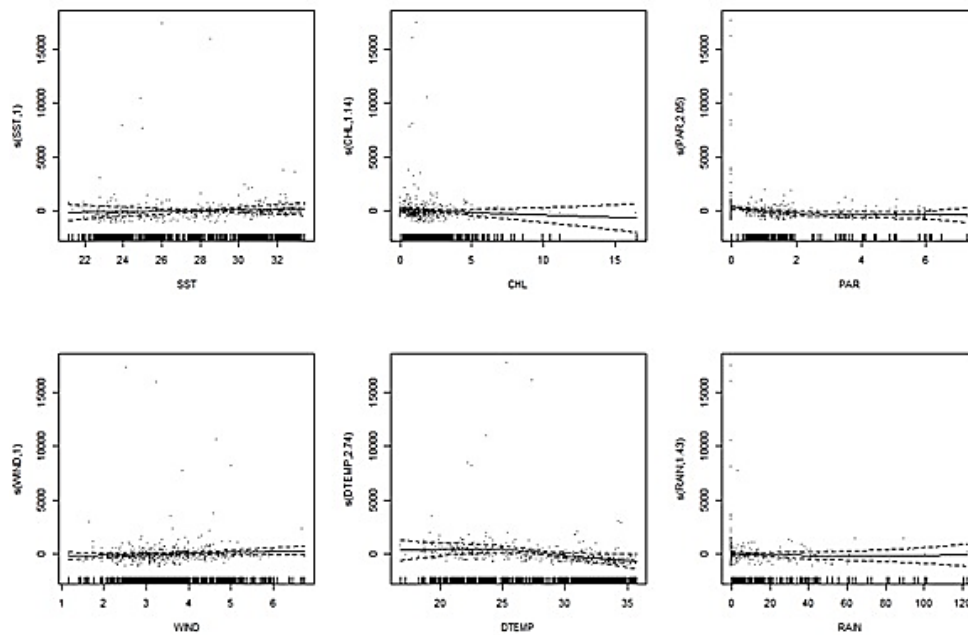 s(SST,1)
0 5000 10000 15000
22 24 26 28 30 32
SST
s(CHL,1.14)
0 5000 10000 15000
0 5 10 15
CHL
s(PAR,2.05)
0 5000 10000 15000
0 2 4 6
PAR
s(WIND,1)
0 5000 10000 15000
1 2 3 4 5 6
WIND
s(DTEMP,2.74)
0 5000 10000 15000
20 25 30 35
DTEMP
s(RAIN,1.43)
0 5000 10000 15000
0 20 40 60 80 100 120
RAIN